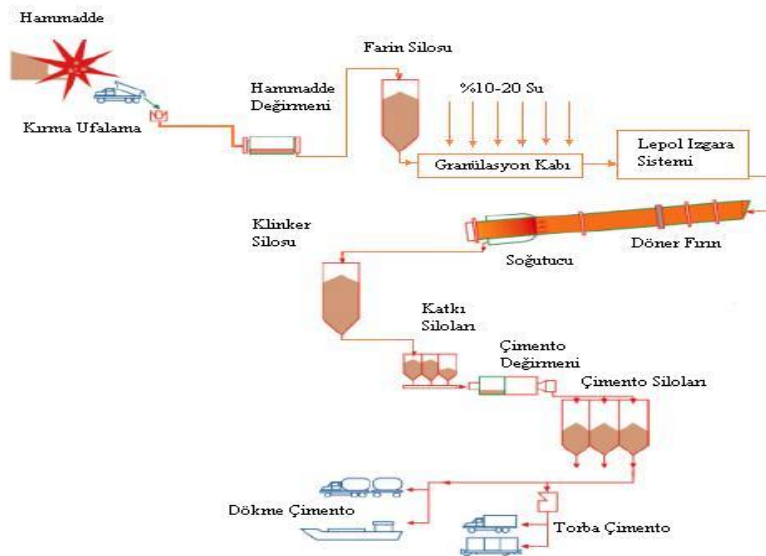 Hammadde
Kırma Ufalama
Hammadde
Değirmeni
Farin Silosu
%10-20 Su
Granülasyon Kabı
Lepol Izgara
Sistemi
Döner Fırın
Soğutucu
Klinker
Silosu
Katkı
Siloları
Çimento
Değirmeni
Çimento Siloları
Dökme Çimento
Torba Çimento